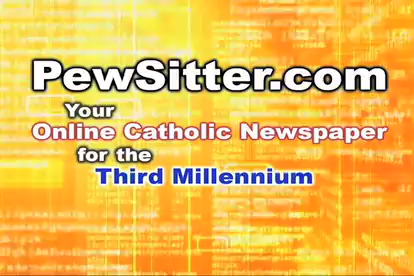 PewSitter.com
Your
Online Catholic Newspaper
for the
Third Millennium